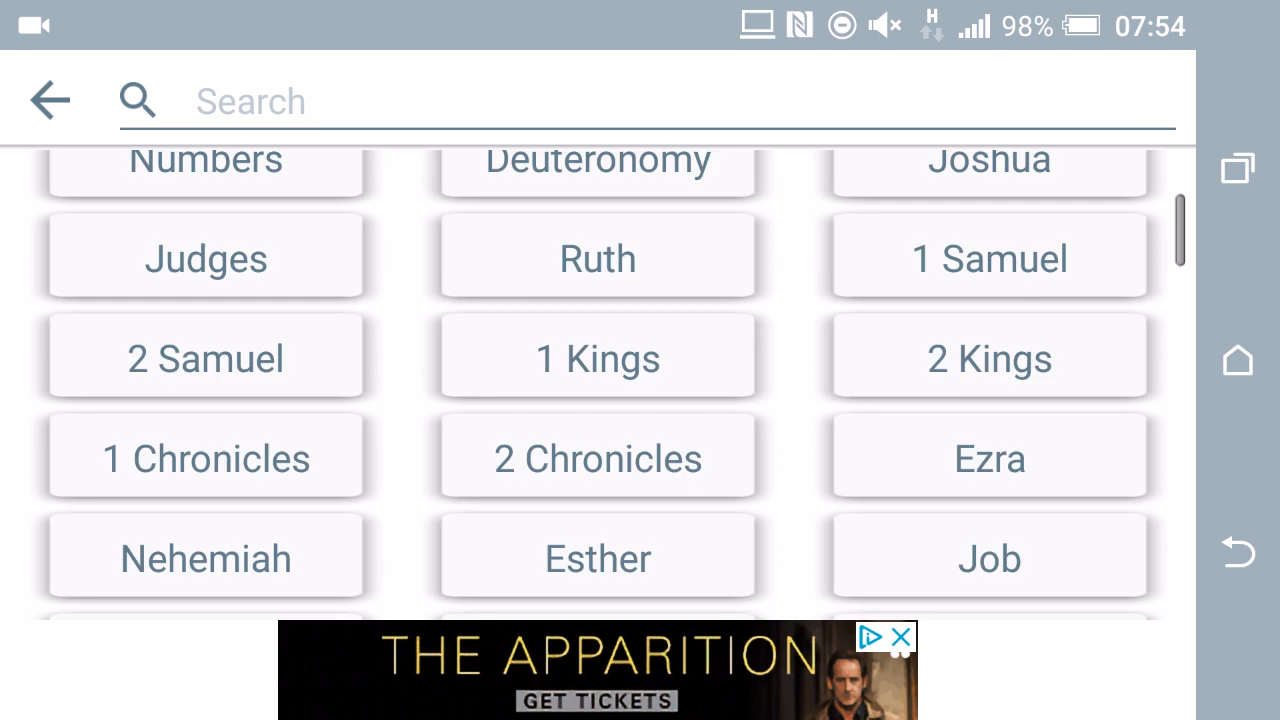 H 98% 07:54
Search
Numbers Deuteronomy Joshua
Judges Ruth 1 Samuel
2 Samuel 1 Kings 2 Kings
1 Chronicles 2 Chronicles Ezra
Nehemiah Esther Job
THE APPARITION
GET TICKETS